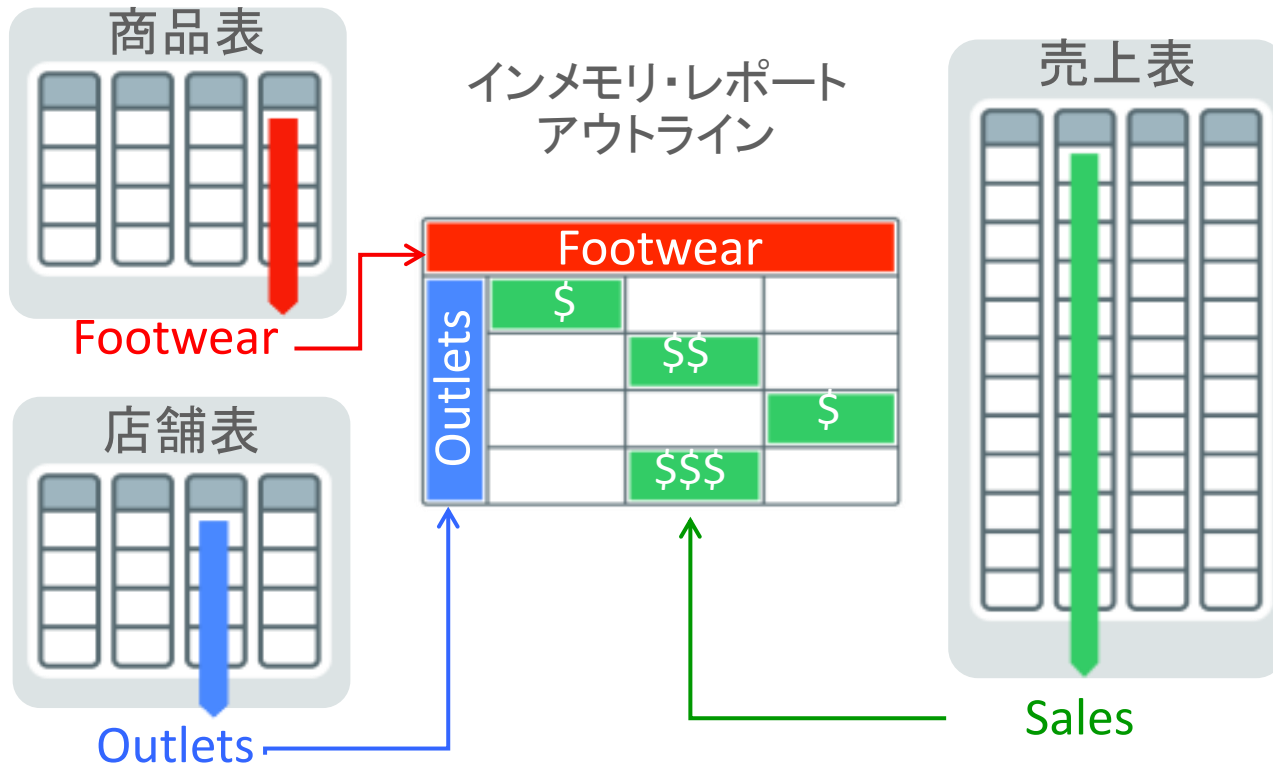 商品表
インメモリ・レポート
アウトライン
売上表
Footwear
Footwear
Outlets
$
$$
$
$$$
店舗表
Outlets
Sales